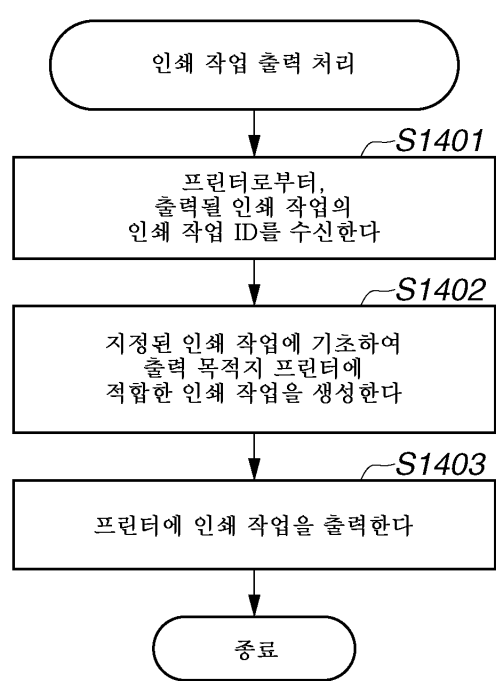 인쇄 작업 출력 처리
S1401
프린터로부터,
출력될 인쇄 작업의
인쇄 작업 ID를 수신한다
S1402
지정된 인쇄 작업에 기초하여
출력 목적지 프린터에
적합한 인쇄 작업을 생성한다
S1403
프린터에 인쇄 작업을 출력한다
종료